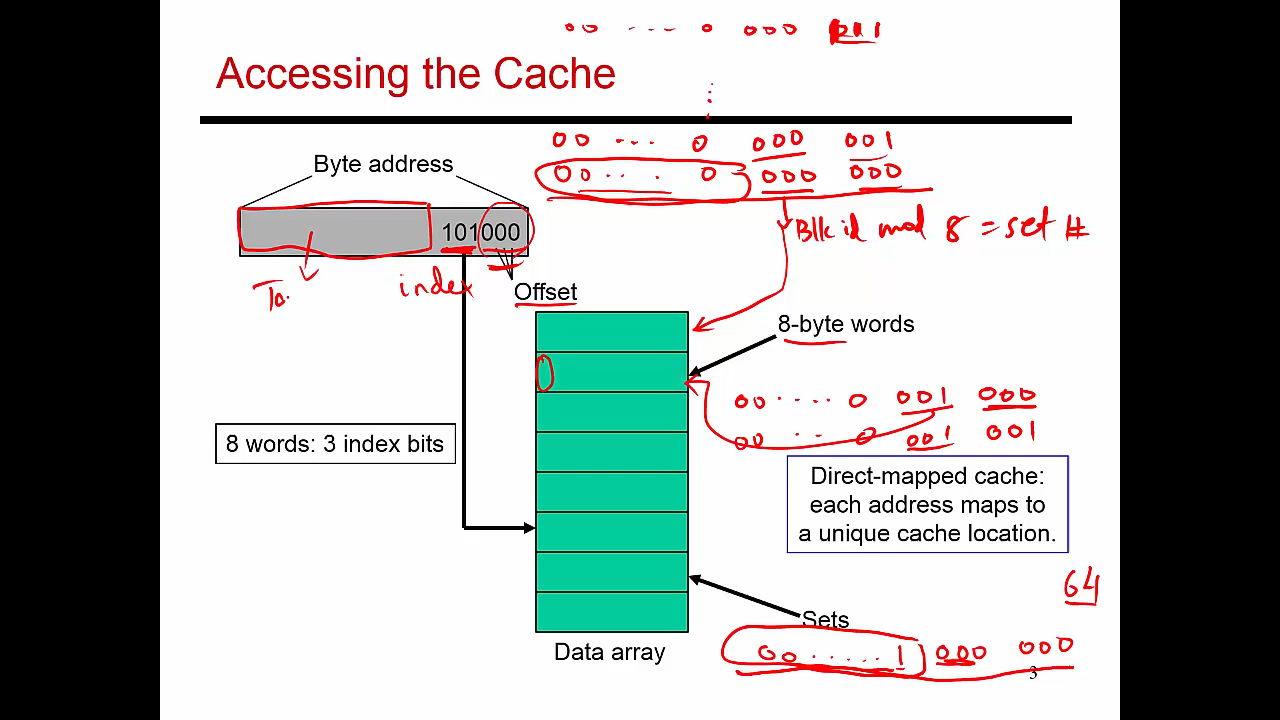 00 ... 0 000 111
Accessing the Cache
00 ... 0 000 001
00 ... 0 000 000
Byte address
101000
Blk id mod 8 = set #
Ta
index
Offset
8-byte words
00 .... 0 001 000
00 .. 0 001 001
8 words: 3 index bits
Direct-mapped cache:
each address maps to
a unique cache location.
64
Sets
00 ..... 1 000 000
Data array
3